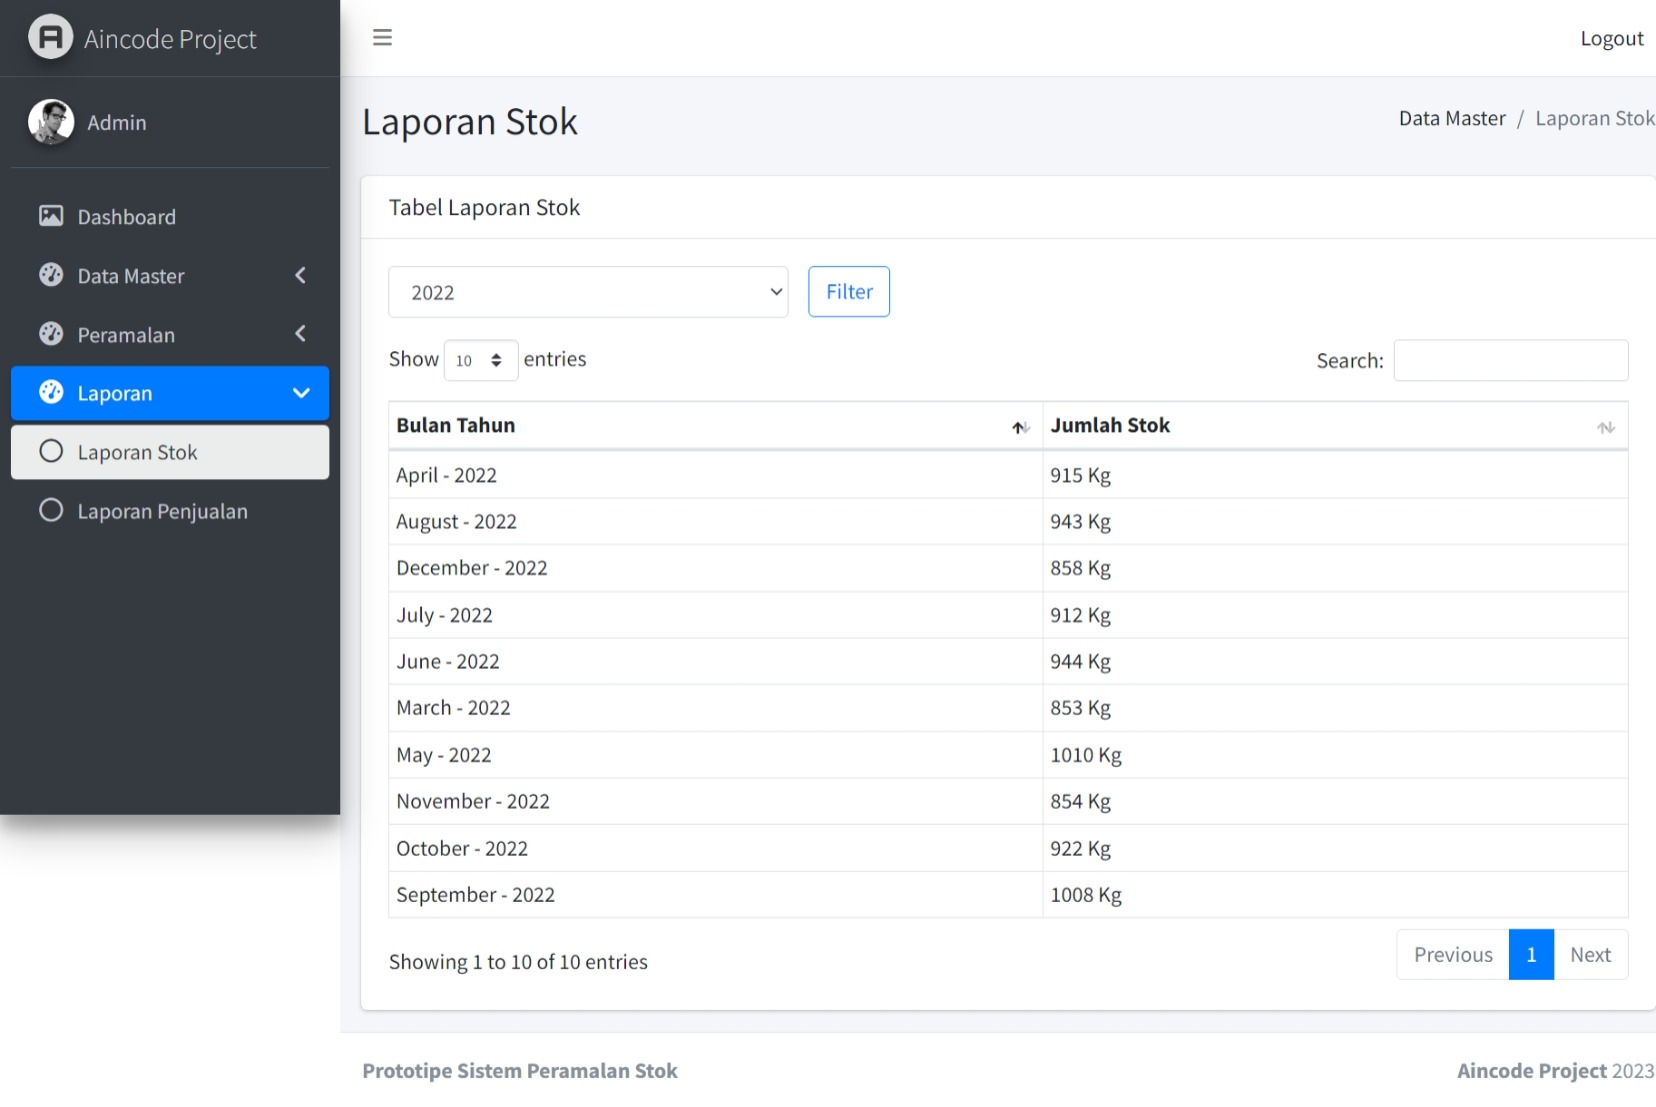 Aincode Project
Logout
Admin
Laporan Stok
Data Master / Laporan Stok
Dashboard
Data Master
Peramalan
Laporan
Laporan Stok
Laporan Penjualan
Tabel Laporan Stok
2022 Filter
Show 10 entries Search:
Bulan Tahun Jumlah Stok
April - 2022 915 Kg
August - 2022 943 Kg
December - 2022 858 Kg
July - 2022 912 Kg
June - 2022 944 Kg
March - 2022 853 Kg
May - 2022 1010 Kg
November - 2022 854 Kg
October - 2022 922 Kg
September - 2022 1008 Kg
Showing 1 to 10 of 10 entries
Previous 1 Next
Prototipe Sistem Peramalan Stok
Aincode Project 2023